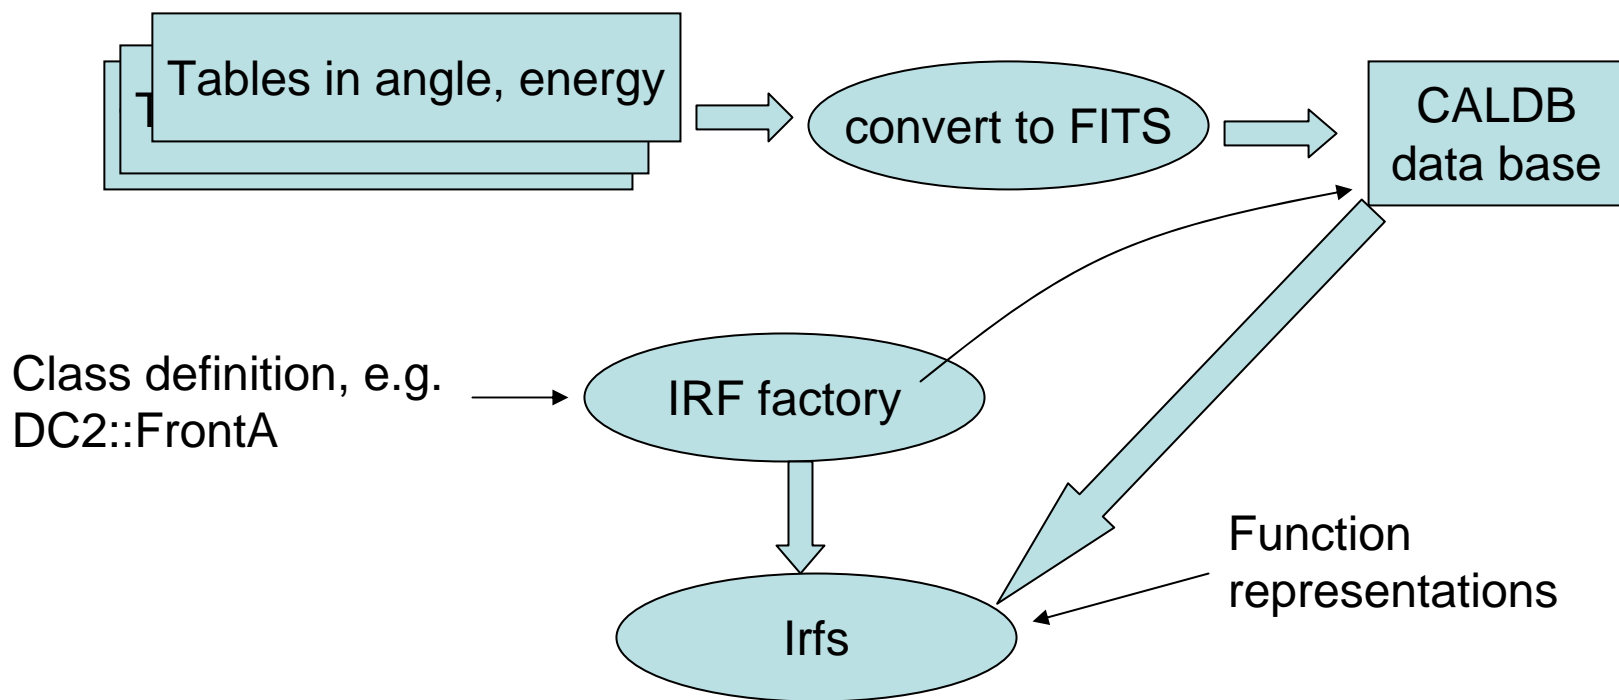 Tables in angle, energy
T
convert to FITS
CALDB
data base
Class definition, e.g.
DC2::FrontA
IRF factory
Function
representations
Irfs